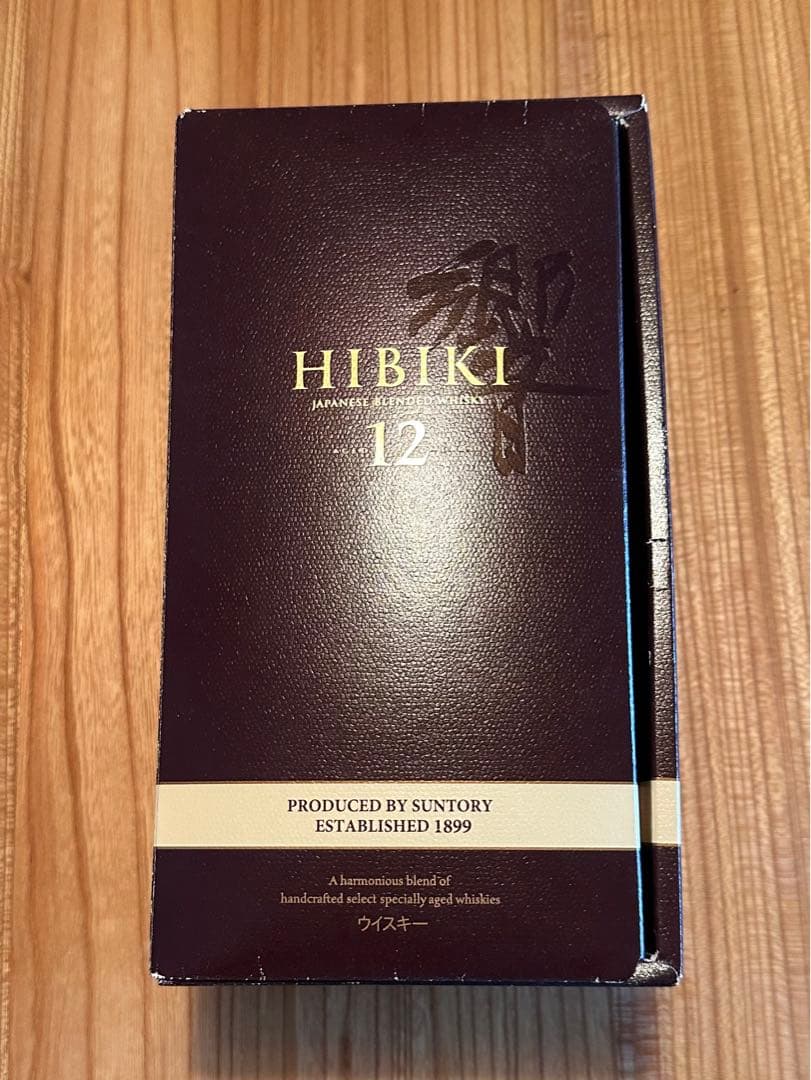 響
HIBIKI
JAPANESE BLENDED WHISKY
12
PRODUCED BY SUNTORY
ESTABLISHED 1899
A harmonious blend of
handcrafted select specially aged whiskies
ウイスキー